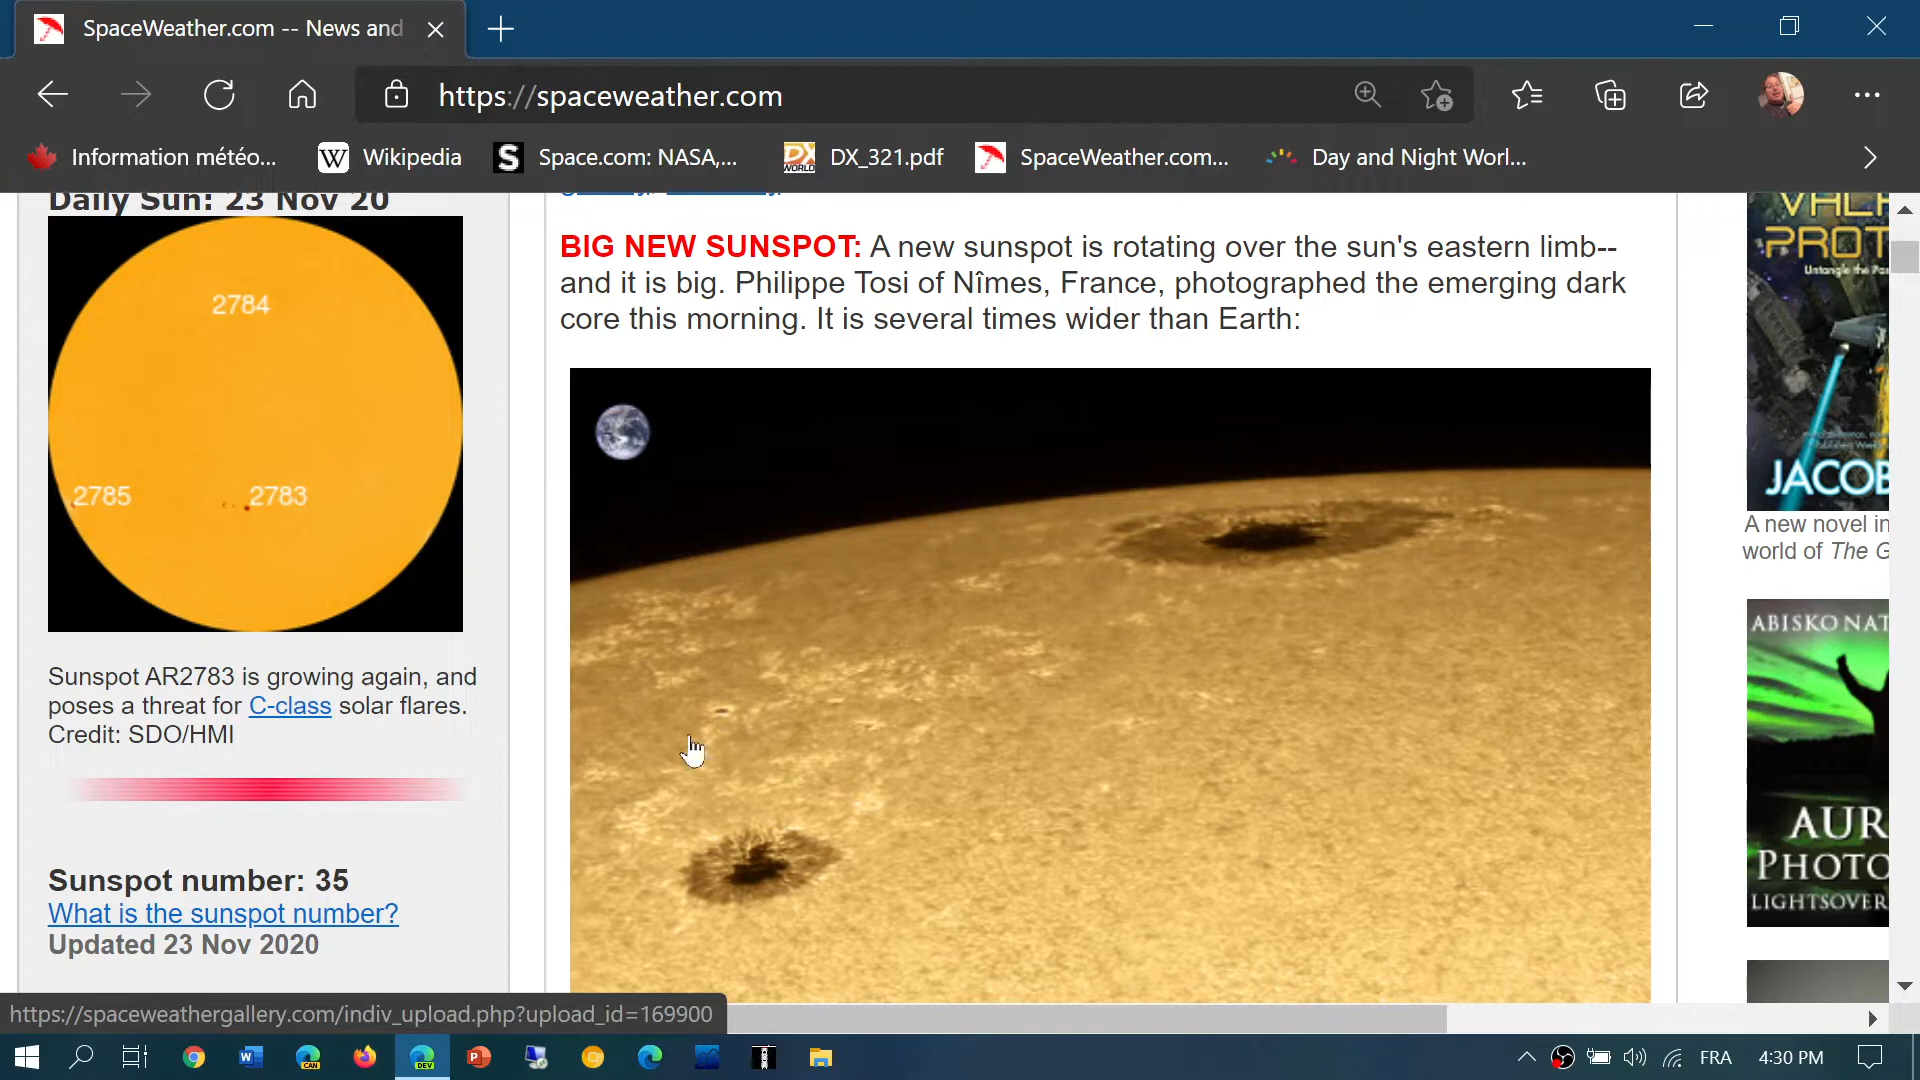 SpaceWeather.com -- News and
https://spaceweather.com
Information météo...
Wikipedia
Space.com: NASA,...
DX_321.pdf
SpaceWeather.com...
Day and Night Worl...
Daily Sun: 23 Nov 20
2784
2785
2783
Sunspot AR2783 is growing again, and
poses a threat for C-class solar flares.
Credit: SDO/HMI
Sunspot number: 35
What is the sunspot number?
Updated 23 Nov 2020
BIG NEW SUNSPOT: A new sunspot is rotating over the sun's eastern limb--
and it is big. Philippe Tosi of Nîmes, France, photographed the emerging dark
core this morning. It is several times wider than Earth:
PROT
JACOB
A new novel in
world of The G
ABISKO NAT
AUR
PHOTO
LIGHTSOVER
https://spaceweathergallery.com/indiv_upload.php?upload_id=169900
FRA
4:30 PM